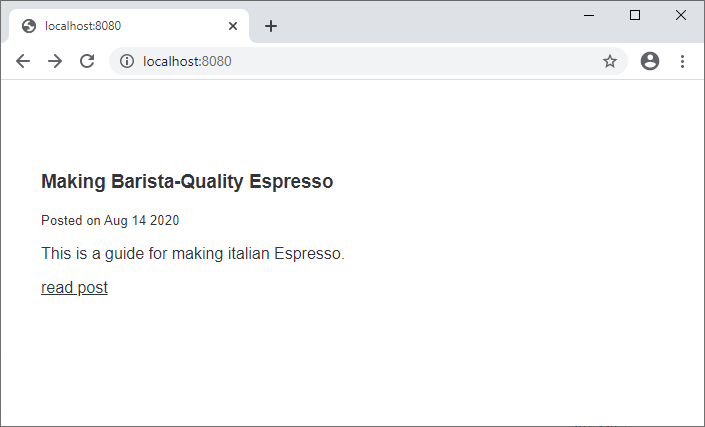 localhost:8080
localhost:8080
Making Barista-Quality Espresso
Posted on Aug 14 2020
This is a guide for making italian Espresso.
read post